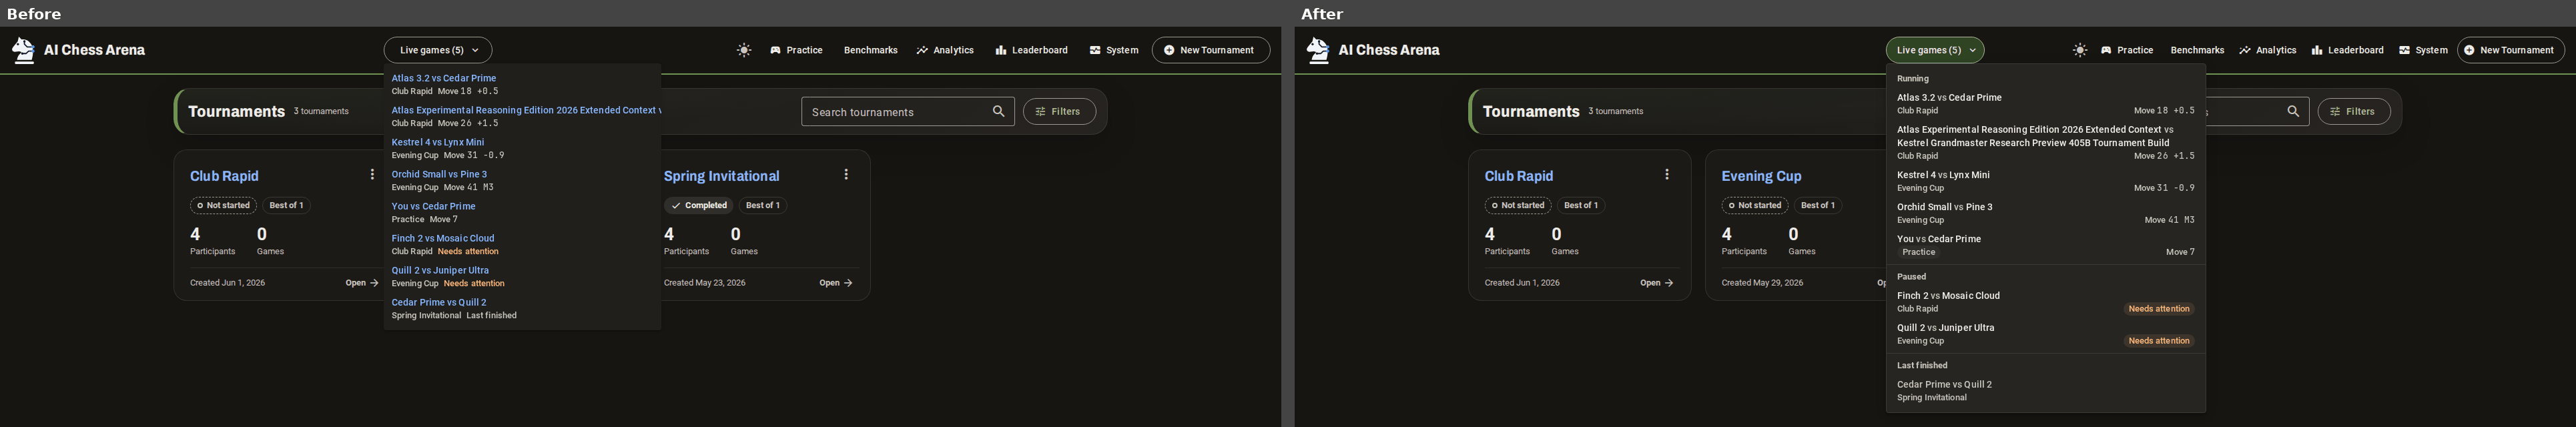 Before
AI Chess Arena
Live games (5)
Practice
Benchmarks
Analytics
Leaderboard
System
New Tournament
Atlas 3.2 vs Cedar Prime
Club Rapid Move 18 +0.5
Atlas Experimental Reasoning Edition 2026 Extended Context v
Club Rapid Move 26 +1.5
Kestrel 4 vs Lynx Mini
Evening Cup Move 31 -0.9
Orchid Small vs Pine 3
Evening Cup Move 41 M3
You vs Cedar Prime
Practice Move 7
Finch 2 vs Mosaic Cloud
Club Rapid Needs attention
Quill 2 vs Juniper Ultra
Evening Cup Needs attention
Cedar Prime vs Quill 2
Spring Invitational Last finished
Tournaments 3 tournaments
Search tournaments
Filters
Club Rapid
Not started Best of 1
4 0
Participants Games
Created Jun 1, 2026 Open
Spring Invitational
Completed Best of 1
4 0
Participants Games
Created May 23, 2026 Open
After
AI Chess Arena
Live games (5)
Practice
Benchmarks
Analytics
Leaderboard
System
New Tournament
Running
Atlas 3.2 vs Cedar Prime
Club Rapid Move 18 +0.5
Atlas Experimental Reasoning Edition 2026 Extended Context vs
Kestrel Grandmaster Research Preview 405B Tournament Build
Club Rapid Move 26 +1.5
Kestrel 4 vs Lynx Mini
Evening Cup Move 31 -0.9
Orchid Small vs Pine 3
Evening Cup Move 41 M3
You vs Cedar Prime
Practice Move 7
Paused
Finch 2 vs Mosaic Cloud
Club Rapid Needs attention
Quill 2 vs Juniper Ultra
Evening Cup Needs attention
Last finished
Cedar Prime vs Quill 2
Spring Invitational
Tournaments 3 tournaments
Filters
Club Rapid
Not started Best of 1
4 0
Participants Games
Created Jun 1, 2026 Open
Evening Cup
Not started Best of 1
4 0
Participants Games
Created May 29, 2026